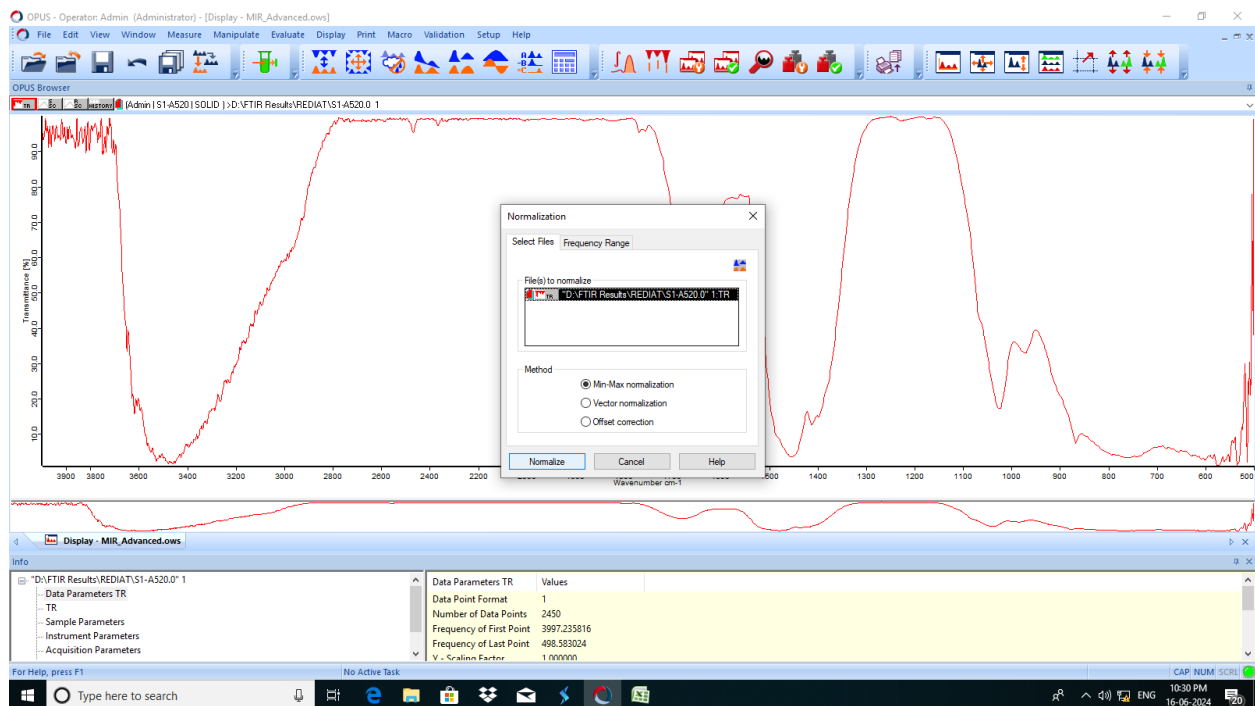 OPUS - Operator: Admin (Administrator) - [Display - MIR_Advanced.ows]
File Edit View Window Measure Manipulate Evaluate Display Print Macro Validation Setup Help
OPUS Browser
TR Sc Sc HISTORY (Admin | S1-A520 | SOLID ) >D:\FTIR Results\REDIAT\S1-A520.0 1
Transmittance [%]
90.0
80.0
70.0
60.0
50.0
40.0
30.0
20.0
10.0
Normalization
Select Files Frequency Range
File(s) to normalize
TR "D:\FTIR Results\REDIAT\S1-A520.0" 1:TR
Method
Min-Max normalization
Vector normalization
Offset correction
Normalize Cancel Help
3900 3800 3600 3400 3200 3000 2800 2600 2400 2200 1400 1300 1200 1100 1000 900 800 700 600 500
Wavenumber cm-1
Display - MIR_Advanced.ows
Info
"D:\FTIR Results\REDIAT\S1-A520.0" 1
Data Parameters TR
TR
Sample Parameters
Instrument Parameters
Acquisition Parameters
Data Parameters TR Values
Data Point Format 1
Number of Data Points 2450
Frequency of First Point 3997.235816
Frequency of Last Point 498.583024
Y - Scaling Factor 1.000000
For Help, press F1 No Active Task CAP NUM SCRL
Type here to search ENG 10:30 PM
16-06-2024 20